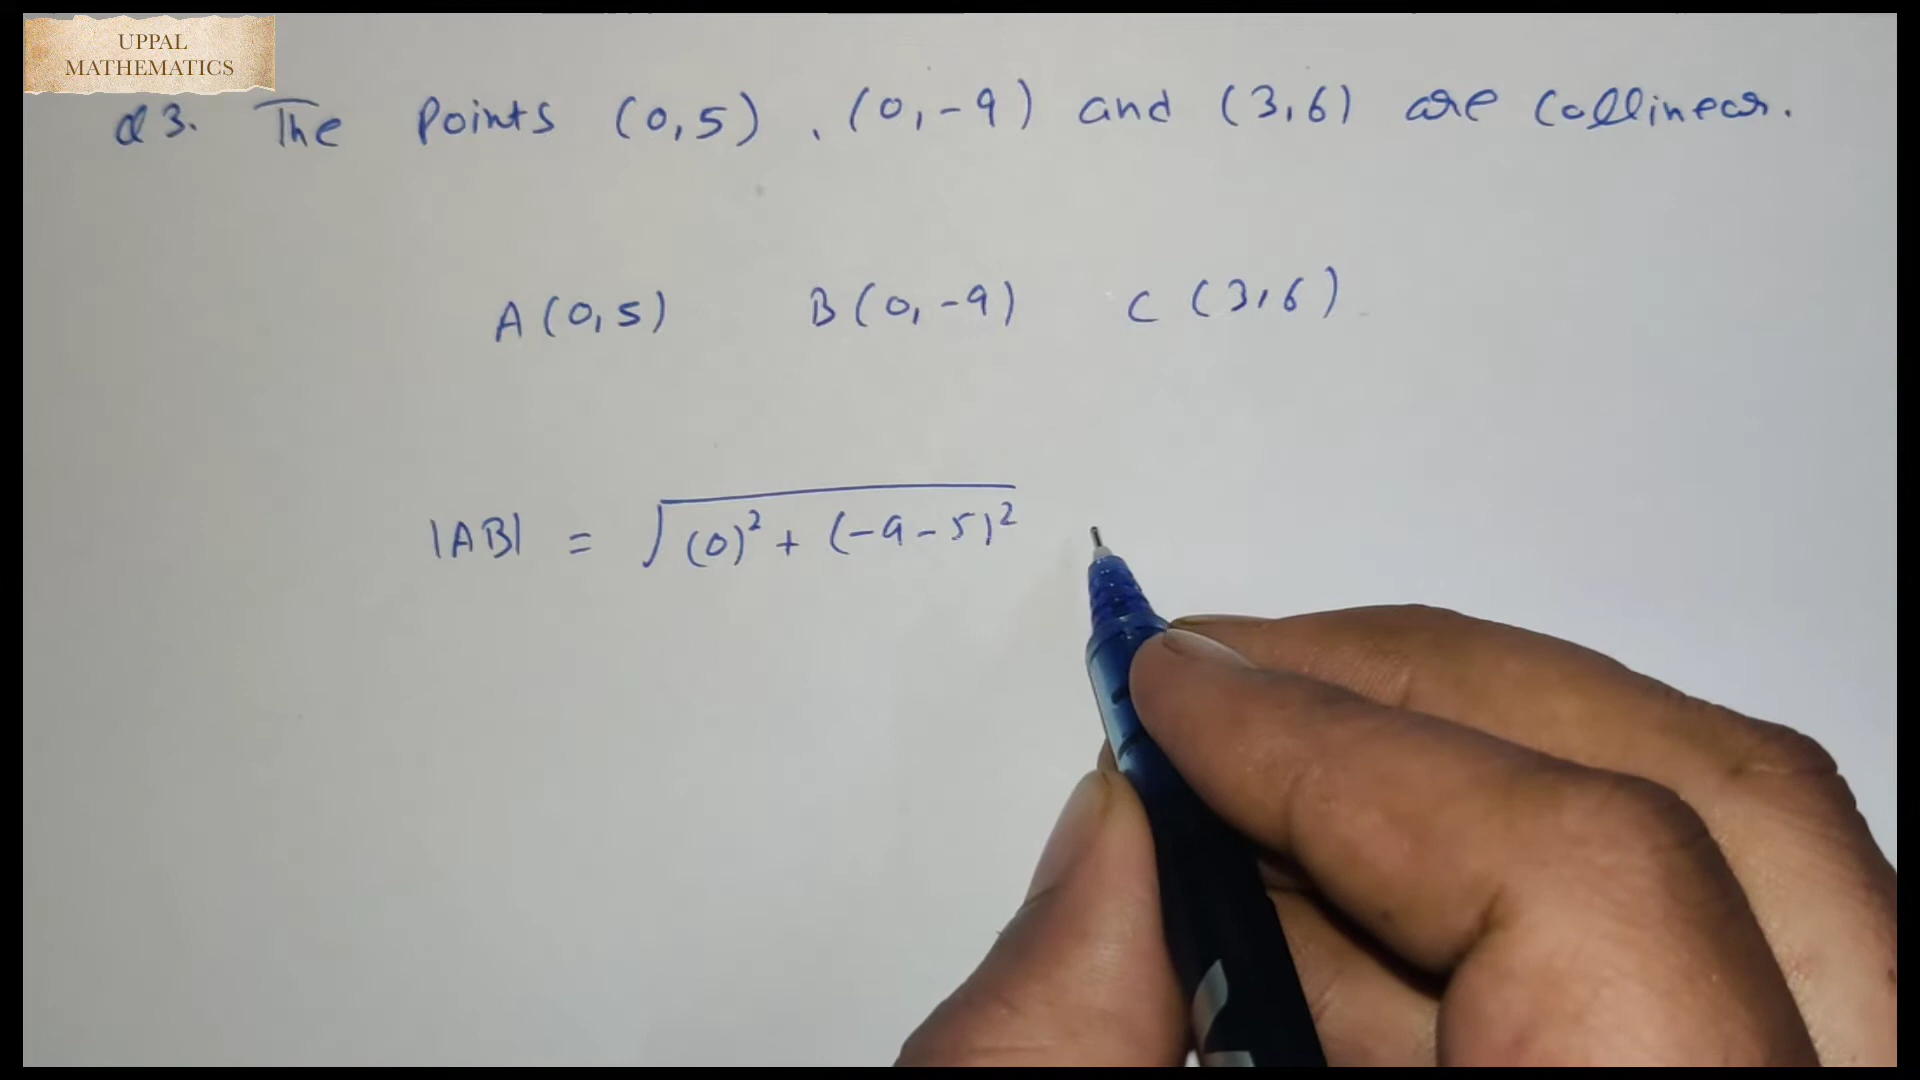 UPPAL
MATHEMATICS
Q3. The Points (0,5), (0,-9) and (3,6) are Collinear.
A(0,5) B(0,-9) C(3,6)
|AB| = √(0)² + (-9-5)²